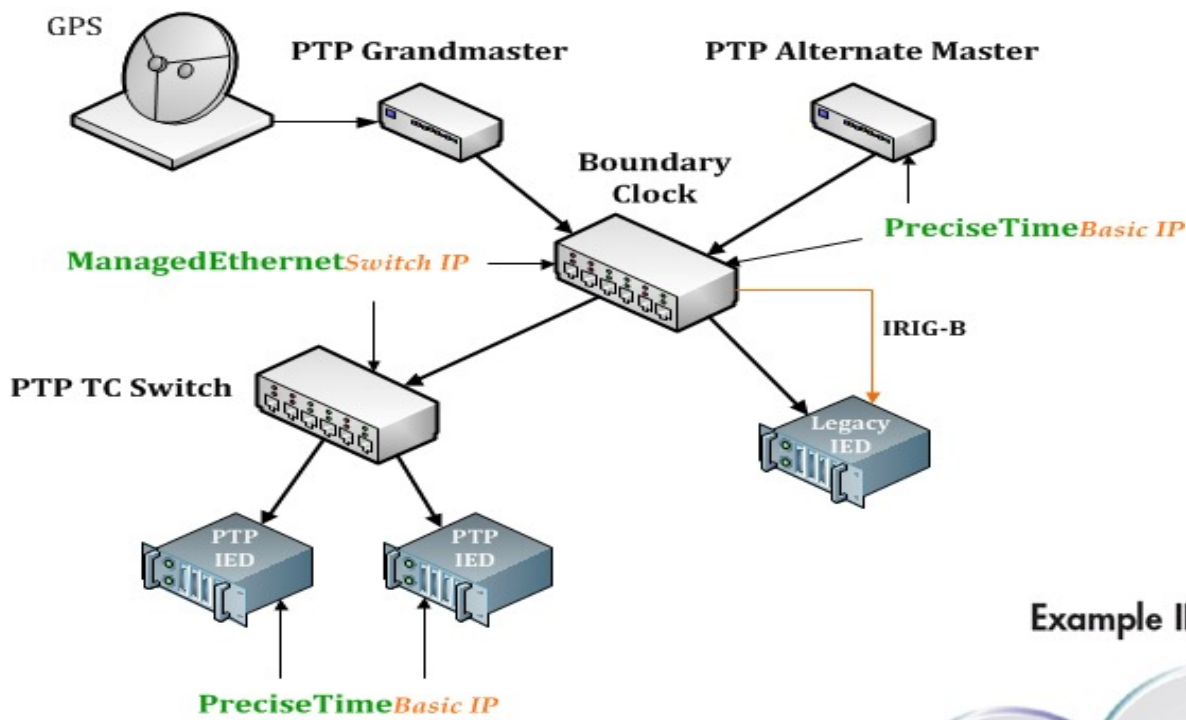 GPS
PTP Grandmaster
PTP Alternate Master
Boundary
Clock
PreciseTimeBasic IP
ManagedEthernetSwitch IP
IRIG-B
PTP TC Switch
Legacy
IED
PTP
IED
PTP
IED
Example
PreciseTimeBasic IP